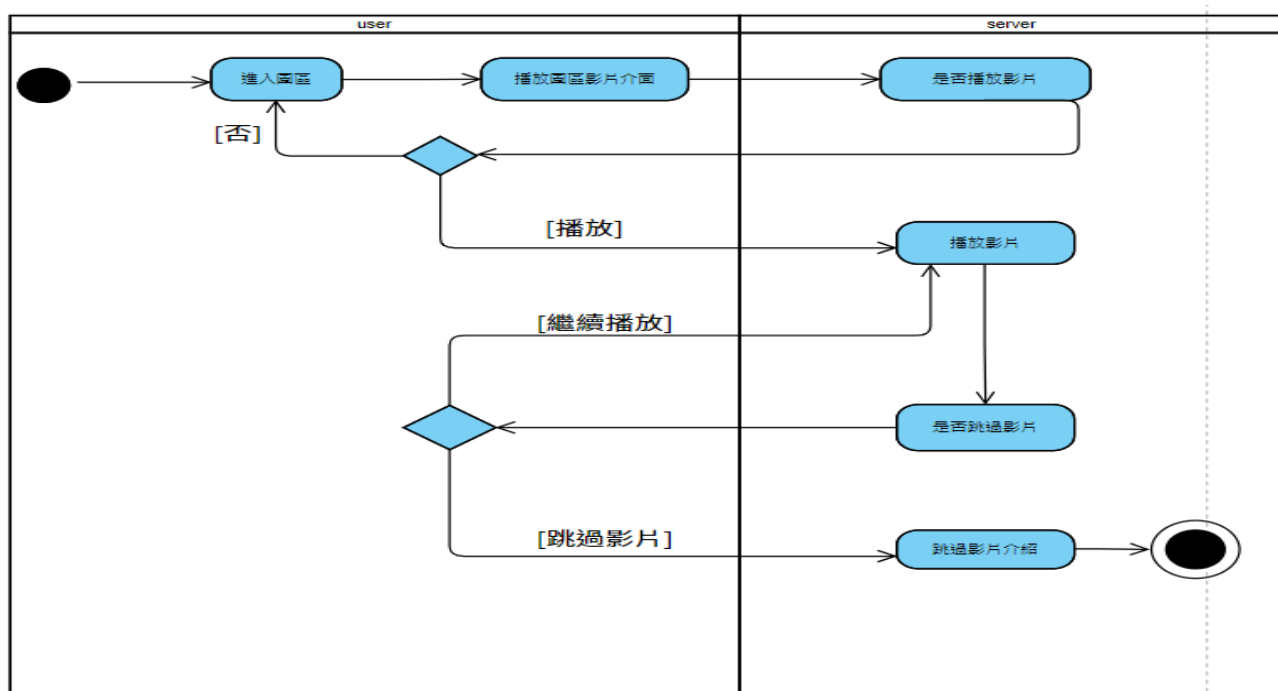 user
server
進入園區
播放園區影片介面
是否播放影片
[否]
[播放]
播放影片
[繼續播放]
是否跳過影片
[跳過影片]
跳過影片介紹